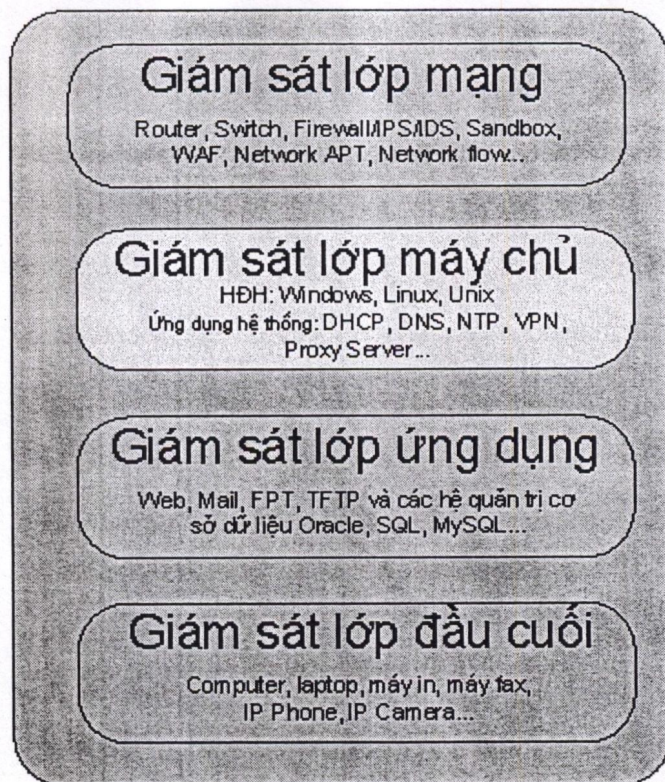 Giám sát lớp mạng
Router, Switch, Firewall/IPS/IDS, Sandbox,
WAF, Network APT, Network flow...
Giám sát lớp máy chủ
HĐH: Windows, Linux, Unix
Ứng dụng hệ thống: DHCP, DNS, NTP, VPN,
Proxy Server...
Giám sát lớp ứng dụng
Web, Mail, FPT, TFTP và các hệ quản trị cơ
sở dữ liệu Oracle, SQL, MySQL...
Giám sát lớp đầu cuối
Computer, laptop, máy in, máy fax,
IP Phone, IP Camera...